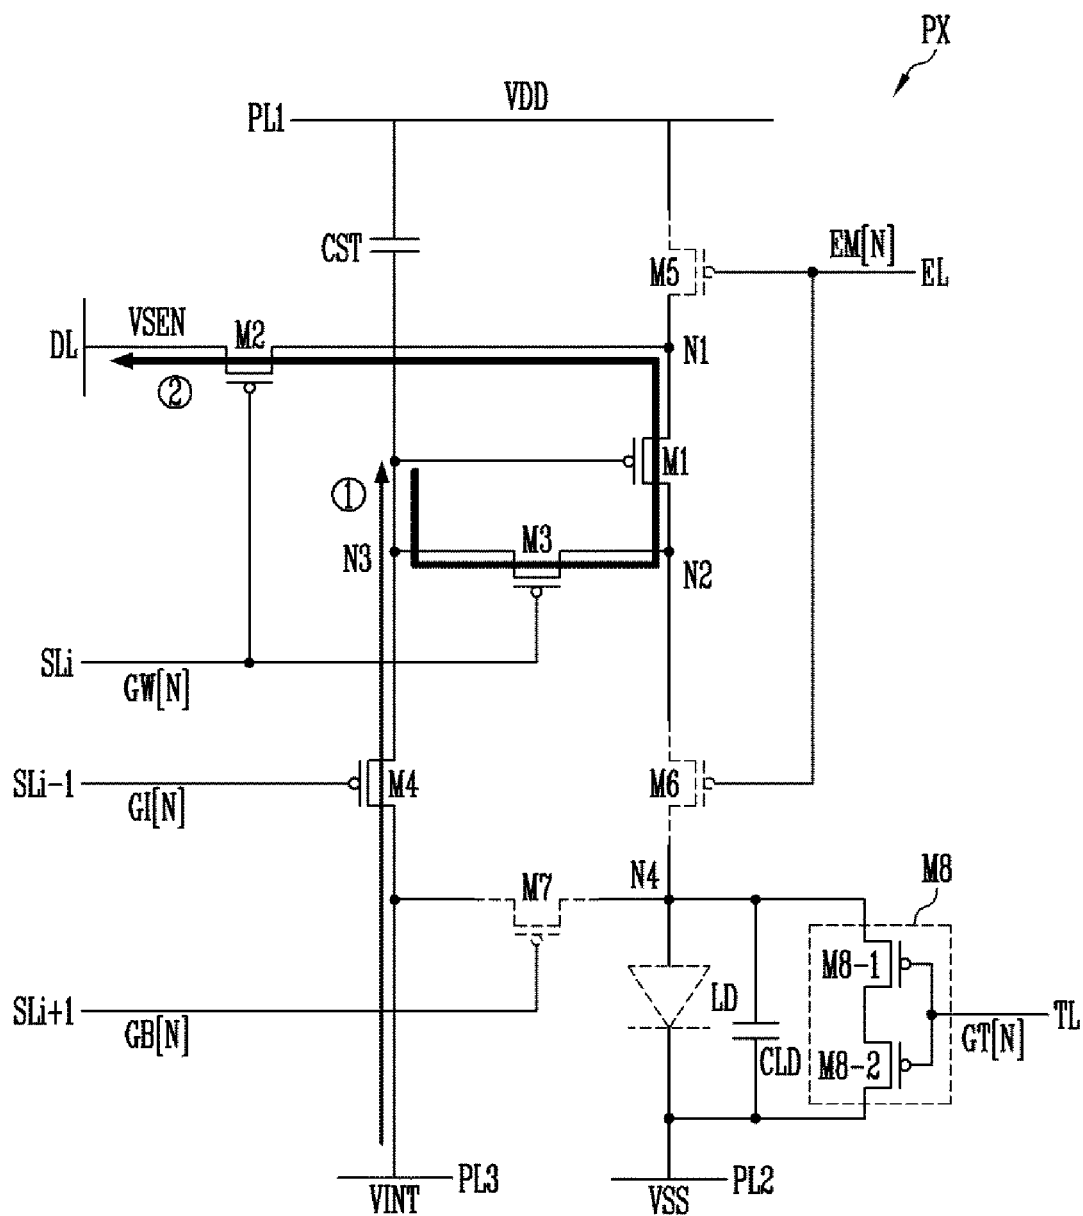 PX
VDD
PL1
CST
EM[N]
M5
EL
VSEN
M2
DL
N1
②
M1
①
M3
N3
N2
SLi
GW[N]
SLi-1
M4
M6
GI[N]
M8
N4
M7
M8-1
LD
SLi+1
TL
GB[N]
GT[N]
CLD
M8-2
PL3
PL2
VINT
VSS